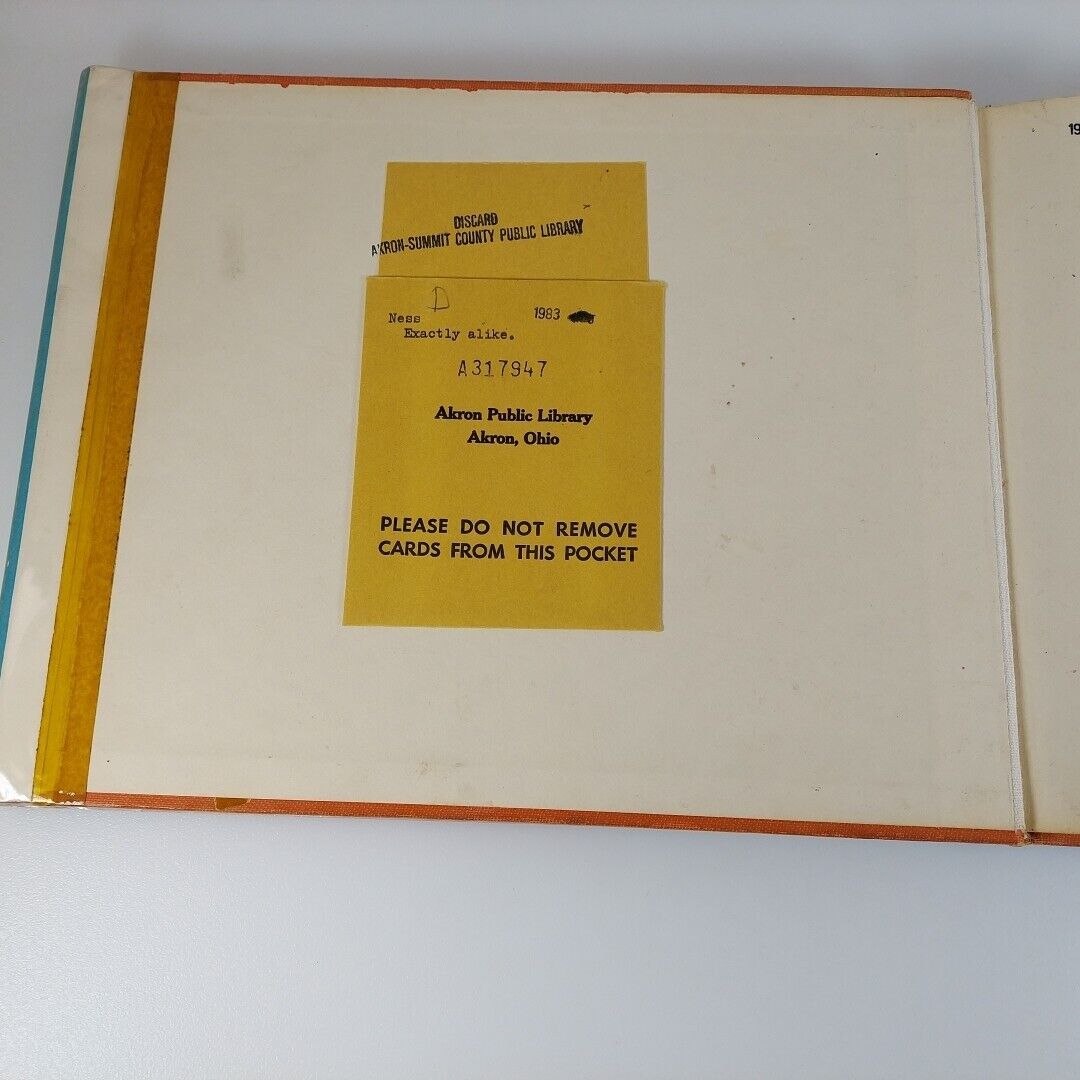 DISCARD
AKRON-SUMMIT COUNTY PUBLIC LIBRARY
D
Ness 1983
Exactly alike.
A317947
Akron Public Library
Akron, Ohio
PLEASE DO NOT REMOVE
CARDS FROM THIS POCKET
19